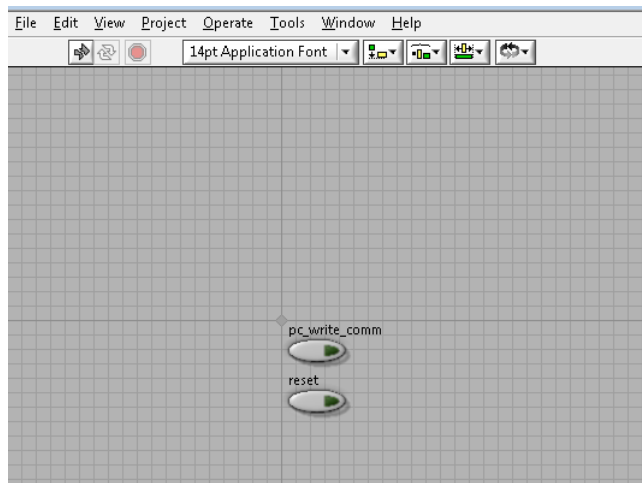 File Edit View Project Operate Tools Window Help
14pt Application Font
pc_write_comm
reset